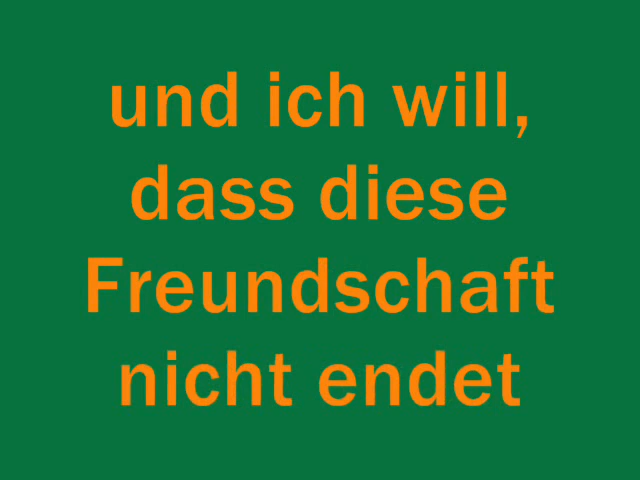 und ich will,
dass diese
Freundschaft
nicht endet